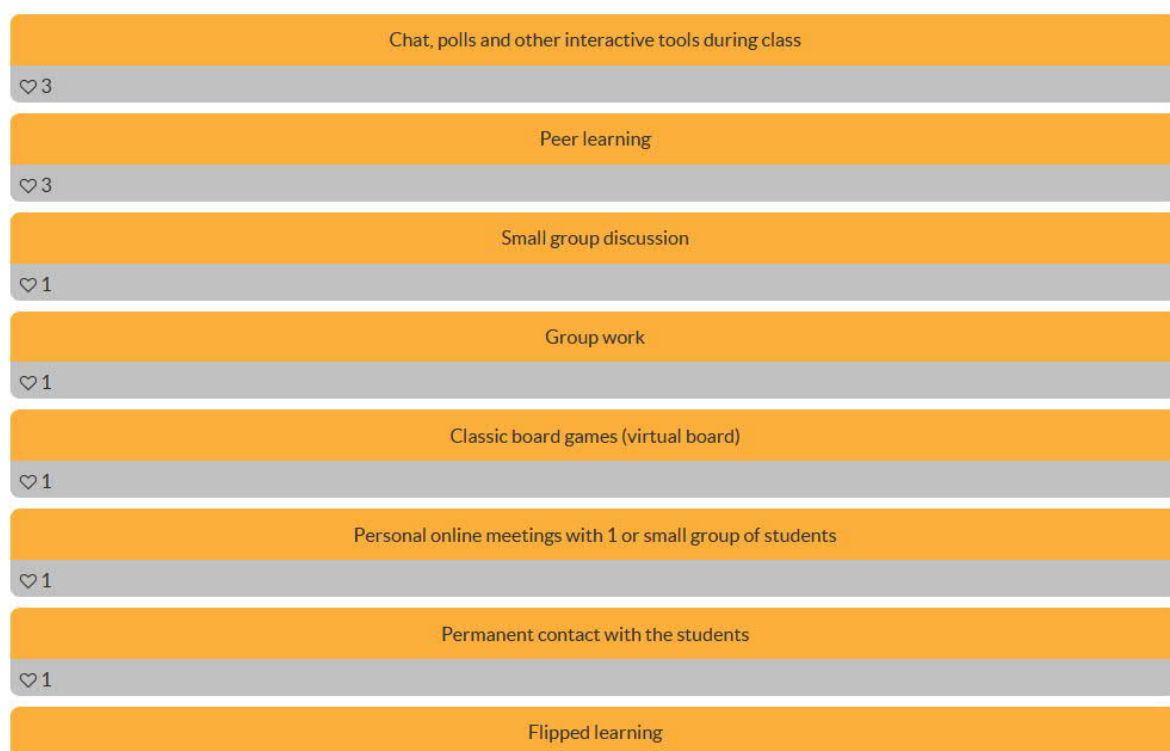 Chat, polls and other interactive tools during class
3
Peer learning
3
Small group discussion
1
Group work
1
Classic board games (virtual board)
1
Personal online meetings with 1 or small group of students
1
Permanent contact with the students
1
Flipped learning